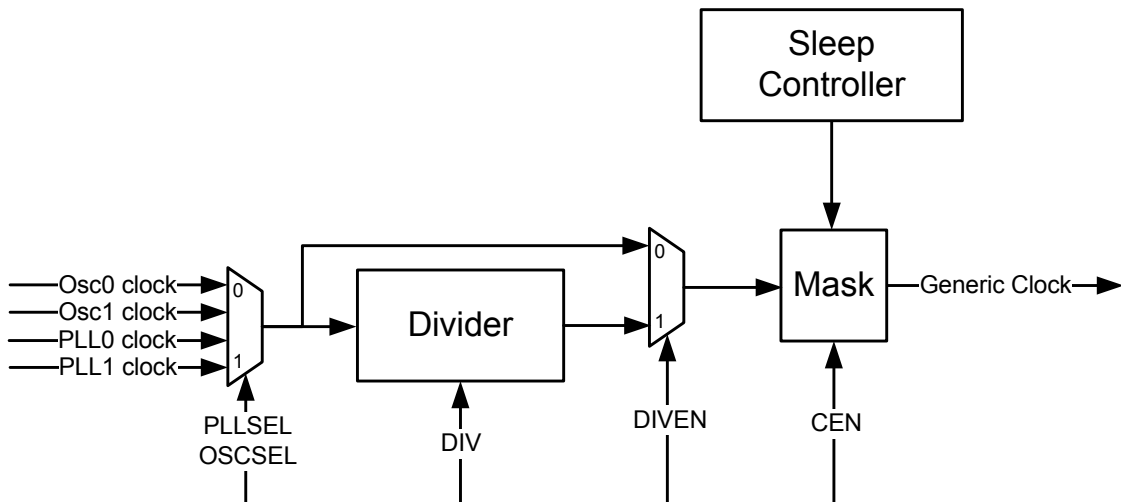 Sleep
Controller
0
Osc0 clock
0
Osc1 clock
Divider
Mask
Generic Clock
PLL0 clock
1
PLL1 clock
1
PLLSEL
OSCSEL
DIV
DIVEN
CEN